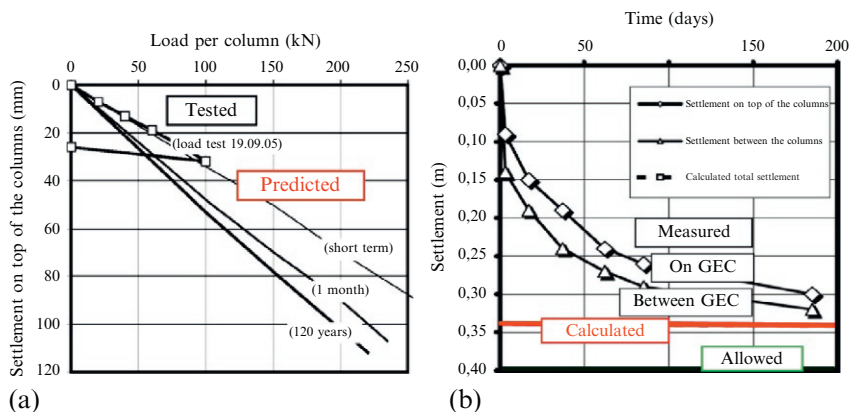 Load per column (kN)
0 50 100 150 200 250
Settlement on top of the columns (mm)
0
20
40
60
80
100
120
Tested
(load test 19.09.05)
Predicted
(short term)
(1 month)
(120 years)
(a)
Time (days)
0 50 150 200
Settlement (m)
0,00
0,05
0,10
0,15
0,20
0,25
0,30
0,35
0,40
Settlement on top of the columns
Settlement between the columns
Calculated total settlement
Measured
On GEC
Between GEC
Calculated
Allowed
(b)